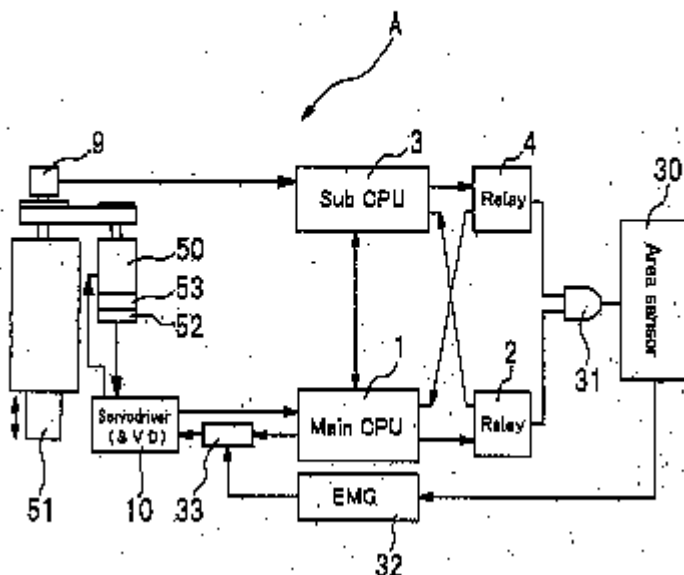 A
9
3
4
30
Sub CPU
Relay
Area sensor
50
53
52
31
1
2
Servodriver
(S V D)
Main CPU
Relay
51
10
33
EMG
32